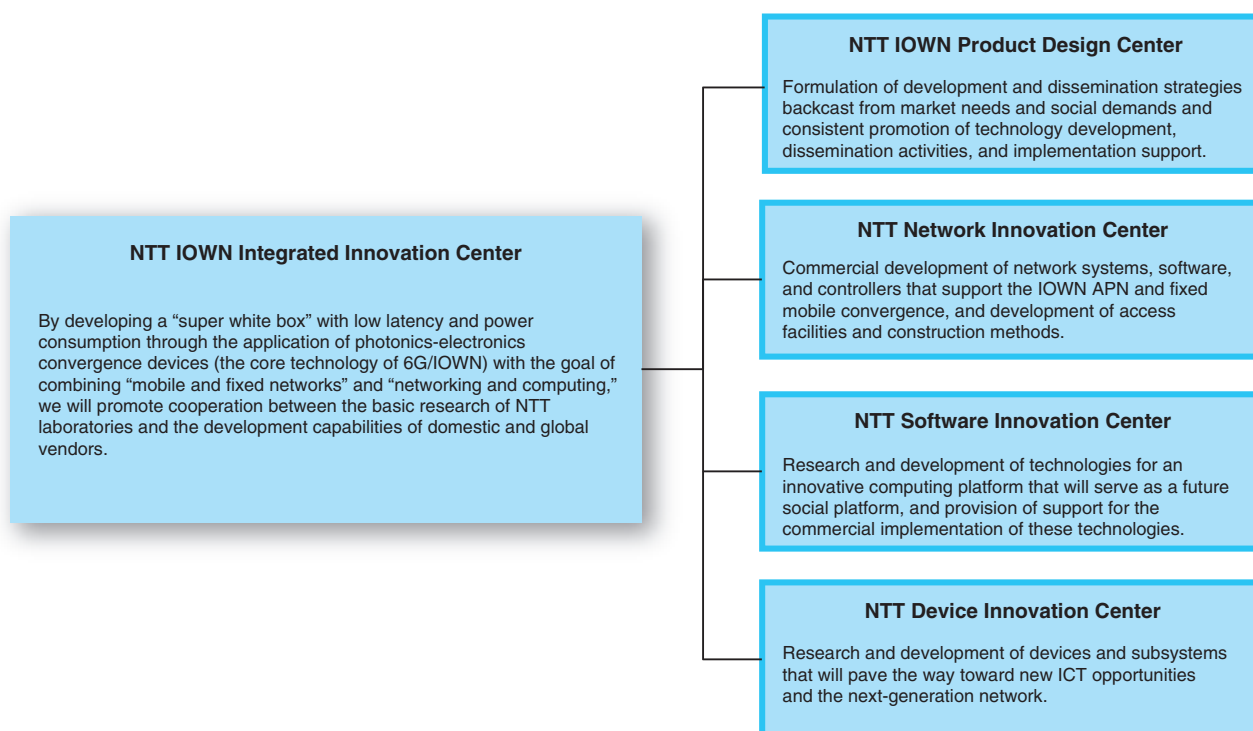 NTT IOWN Integrated Innovation Center
By developing a “super white box” with low latency and power
consumption through the application of photonics-electronics
convergence devices (the core technology of 6G/IOWN) with the goal of
combining “mobile and fixed networks” and “networking and computing,”
we will promote cooperation between the basic research of NTT
laboratories and the development capabilities of domestic and global
vendors.
NTT IOWN Product Design Center
Formulation of development and dissemination strategies
backcast from market needs and social demands and
consistent promotion of technology development,
dissemination activities, and implementation support.
NTT Network Innovation Center
Commercial development of network systems, software,
and controllers that support the IOWN APN and fixed
mobile convergence, and development of access
facilities and construction methods.
NTT Software Innovation Center
Research and development of technologies for an
innovative computing platform that will serve as a future
social platform, and provision of support for the
commercial implementation of these technologies.
NTT Device Innovation Center
Research and development of devices and subsystems
that will pave the way toward new ICT opportunities
and the next-generation network.